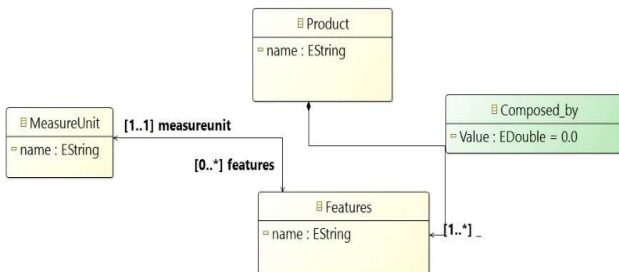 Product
name : EString
Composed_by
Value : EDouble = 0.0
MeasureUnit
name : EString
[1..1] measureunit
[0..*] features
Features
name : EString
[1..*] _